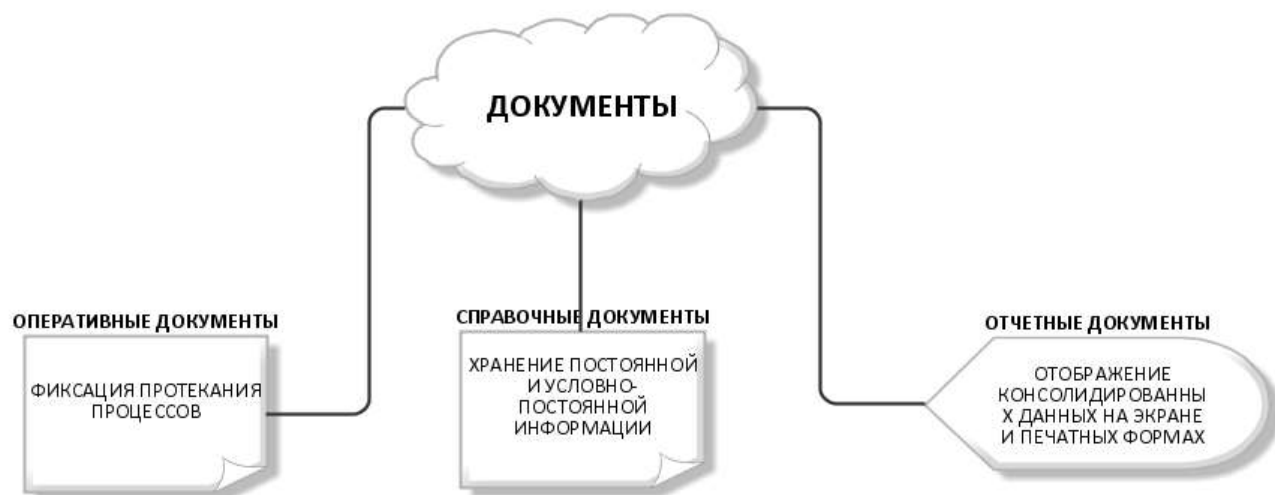 ДОКУМЕНТЫ
ОПЕРАТИВНЫЕ ДОКУМЕНТЫ
ФИКСАЦИЯ ПРОТЕКАНИЯ
ПРОЦЕССОВ
СПРАВОЧНЫЕ ДОКУМЕНТЫ
ХРАНЕНИЕ ПОСТОЯННОЙ
И УСЛОВНО-
ПОСТОЯННОЙ
ИНФОРМАЦИИ
ОТЧЕТНЫЕ ДОКУМЕНТЫ
ОТОБРАЖЕНИЕ
КОНСОЛИДИРОВАННЫ
Х ДАННЫХ НА ЭКРАНЕ
И ПЕЧАТНЫХ ФОРМАХ